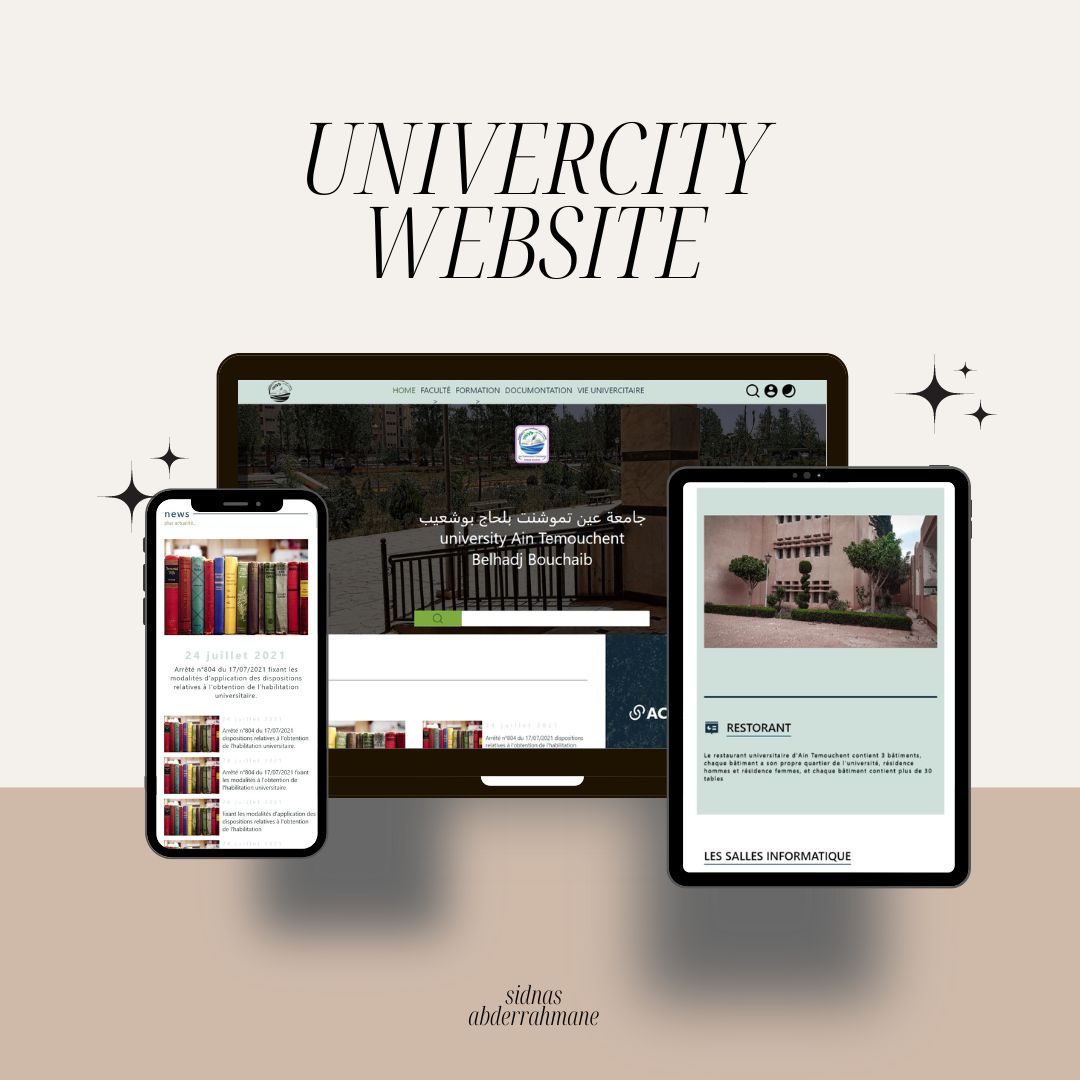 UNIVERCITY
WEBSITE
HOME FACULTÉ FORMATION DOCUMONTATION VIE UNIVERCITAIRE
جامعة عين تموشنت بلحاج بوشعيب
university Ain Temouchent
Belhadj Bouchaib
AC
24 juillet 2021
Arrêté n°804 du 17/07/2021 dispositions
relatives à l'obtention de l'habilitation
news
plus actualité..
24 juillet 2021
Arrêté n°804 du 17/07/2021 fixant les
modalités d'application des dispositions
relatives à l'obtention de l'habilitation
universitaire.
24 juillet 2021
Arrêté n°804 du 17/07/2021
dispositions relatives à l'obtention
de l'habilitation universitaire.
24 juillet 2021
Arrêté n°804 du 17/07/2021 fixant
les modalités à l'obtention de
l'habilitation universitaire.
24 juillet 2021
fixant les modalités d'application des
dispositions relatives à l'obtention
de l'habilitation
24 juillet 2021
RESTORANT
Le restaurant universitaire d'Ain Temouchent contient 3 bâtiments,
chaque bâtiment a son propre quartier de l'université, résidence
hommes et résidence femmes, et chaque bâtiment contient plus de 30
tables
LES SALLES INFORMATIQUE
sidnas
abderrahmane